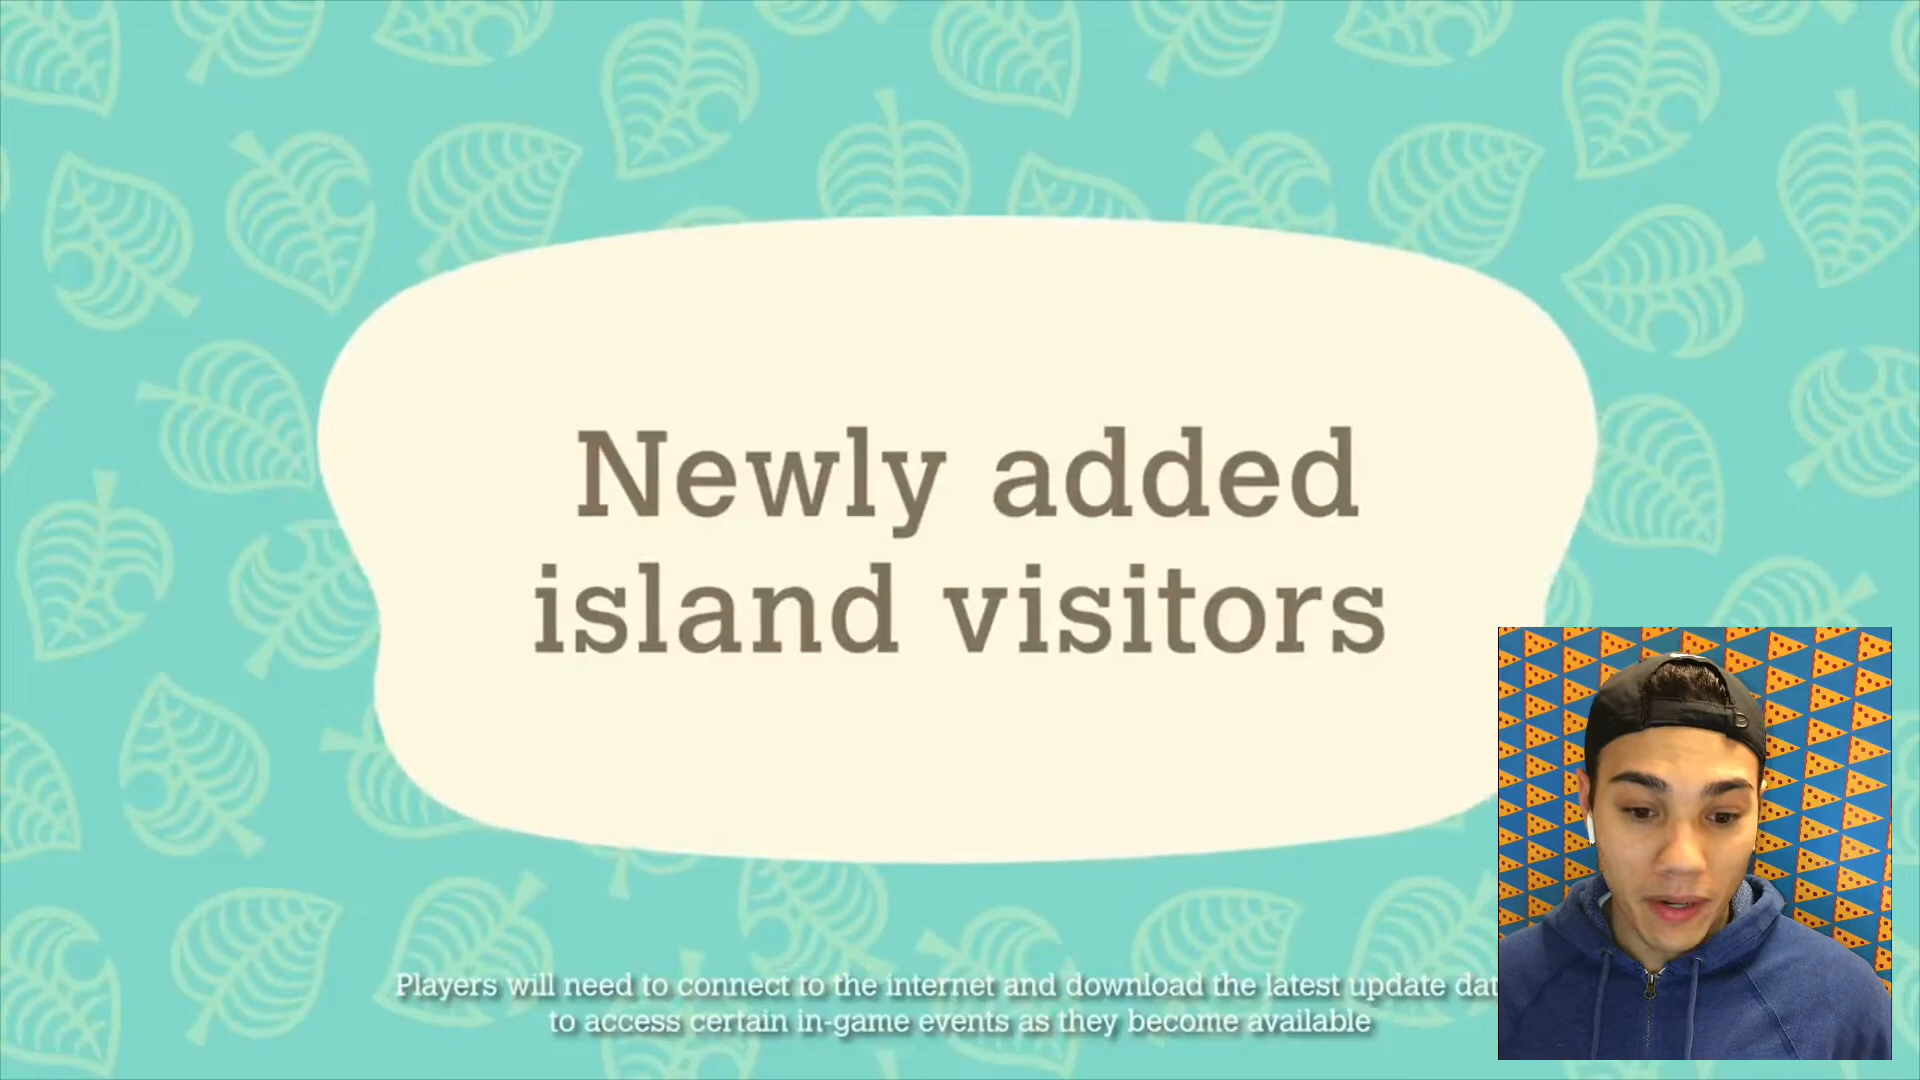 Newly added
island visitors
Players will need to connect to the internet and download the latest update
to access certain in-game events as they become available